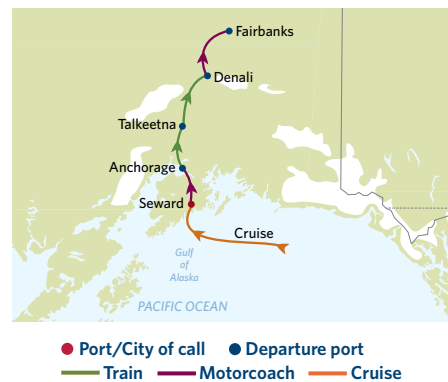 Fairbanks
Denali
Talkeetna
Anchorage
Seward
Cruise
Gulf
of
Alaska
PACIFIC OCEAN
Port/City of call
Departure port
Train
Motorcoach
Cruise